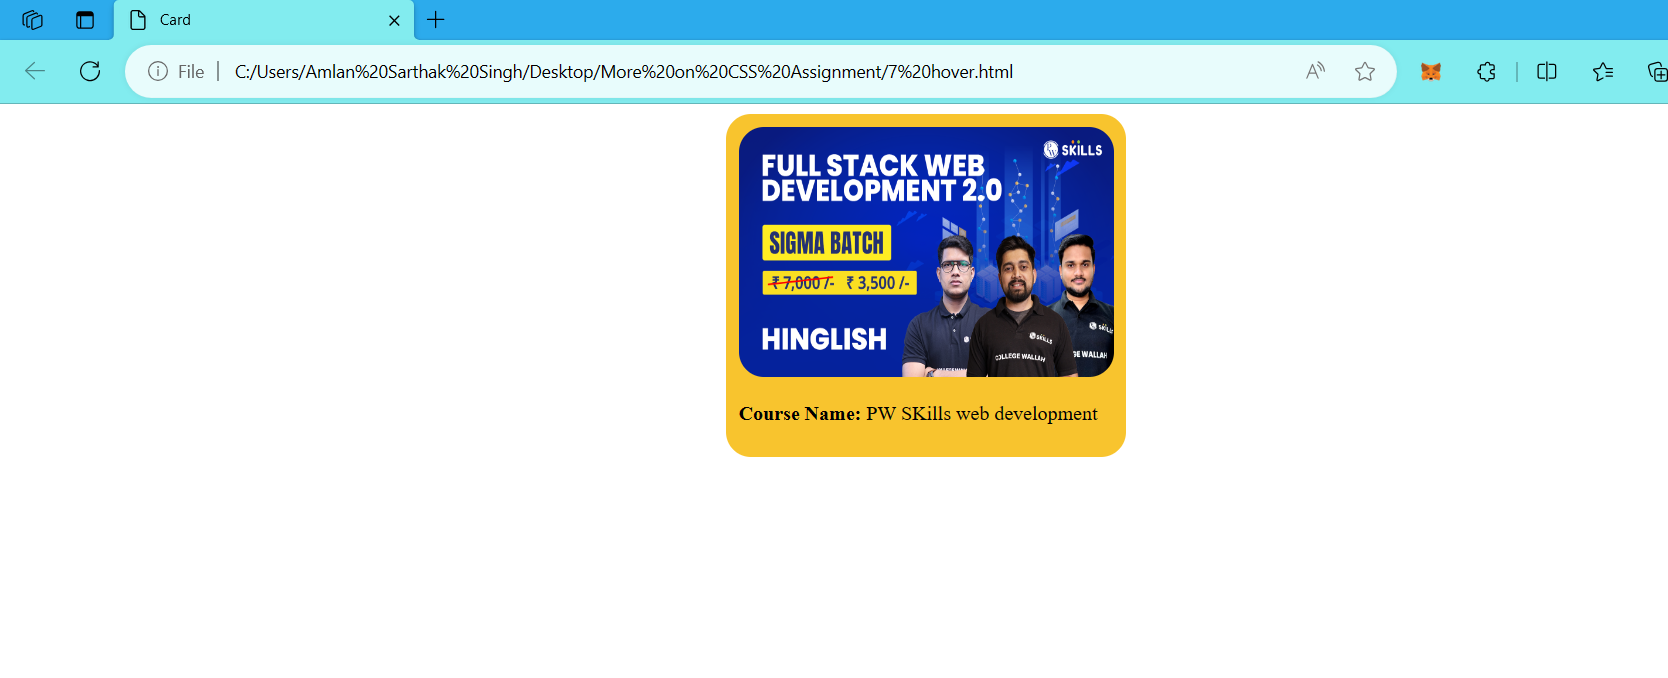 Card
File
C:/Users/Amlan%20Sarthak%20Singh/Desktop/More%20on%20CSS%20Assignment/7%20hover.html
SKILLS
FULL STACK WEB
DEVELOPMENT 2.0
SIGMA BATCH
₹ 7,000 /- ₹ 3,500 /-
HINGLISH
SKILLS
COLLEGE WALLAH
GE WALLAH
Course Name: PW SKills web development